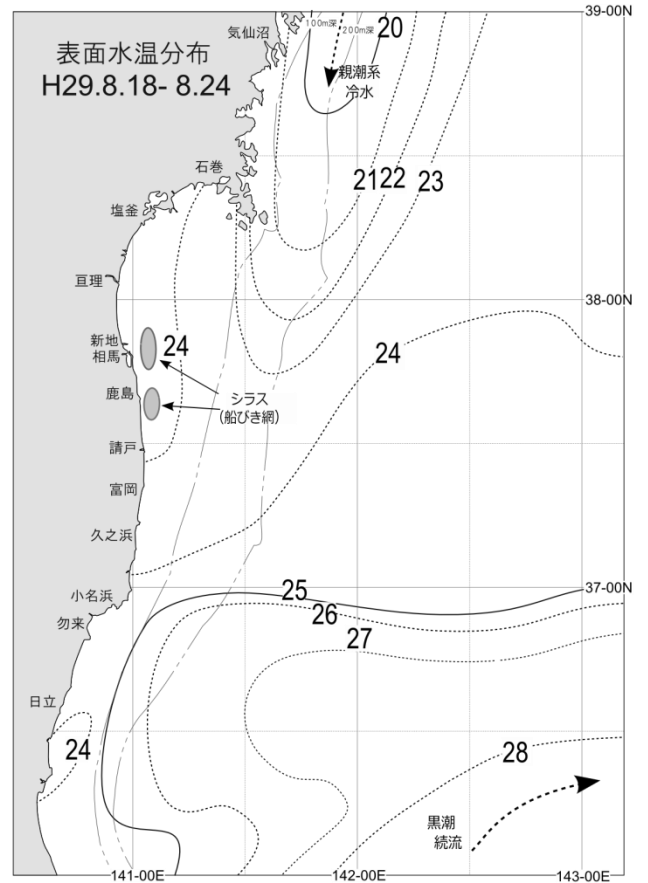 表面水温分布
H29.8.18- 8.24
気仙沼
100m深
200m深
20
39-00N
親潮系
冷水
石巻
21
22
23
塩釜
亘理
38-00N
新地
相馬
24
24
鹿島
シラス
（船びき網）
請戸
富岡
久之浜
37-00N
小名浜
25
勿来
26
27
日立
24
28
黒潮
続流
141-00E
142-00E
143-00E